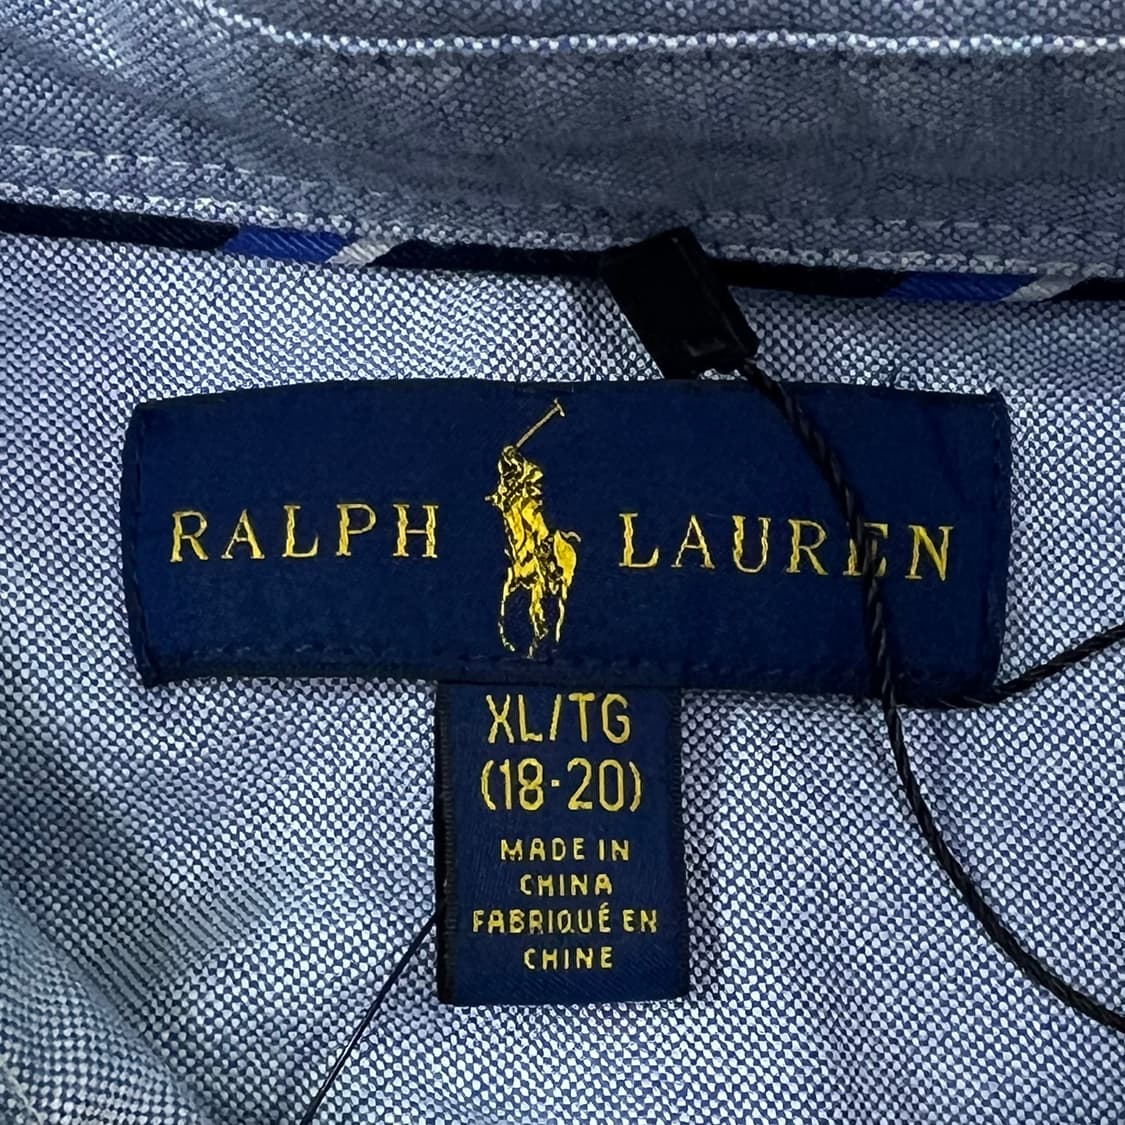 RALPH LAUREN
XL/TG
(18-20)
MADE IN
CHINA
FABRIQUÉ EN
CHINE